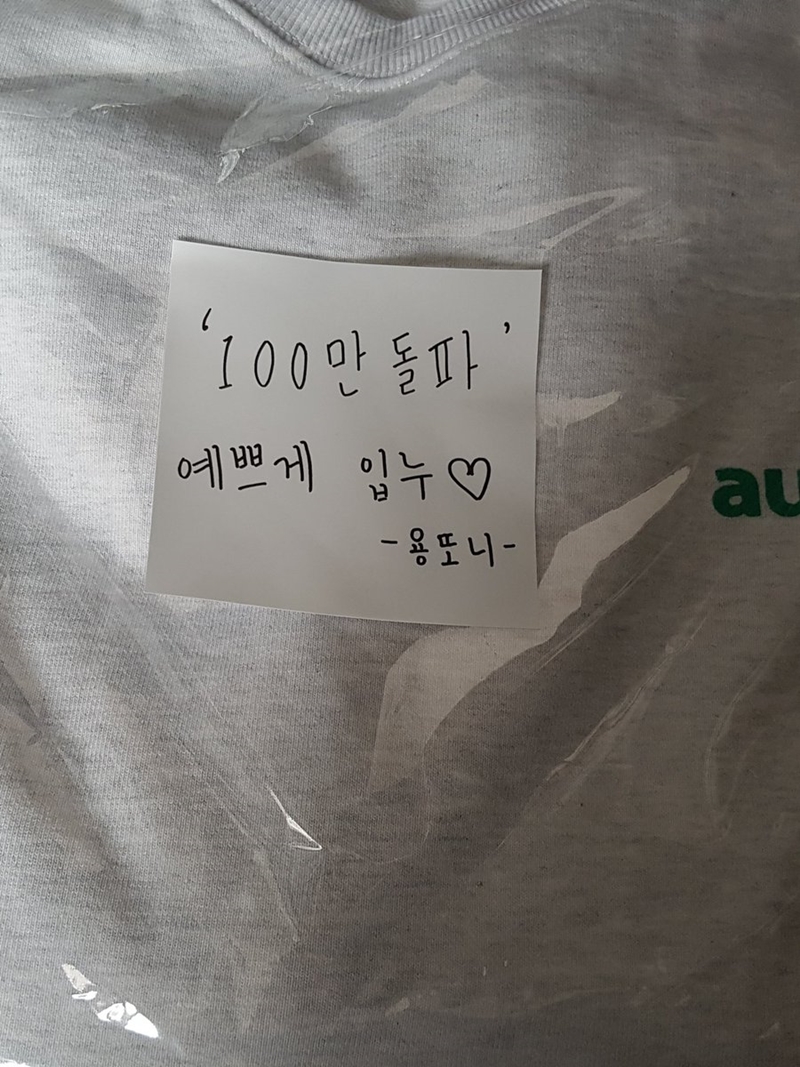 '100만 돌파'
예쁘게 입누♡
-용또니-
au